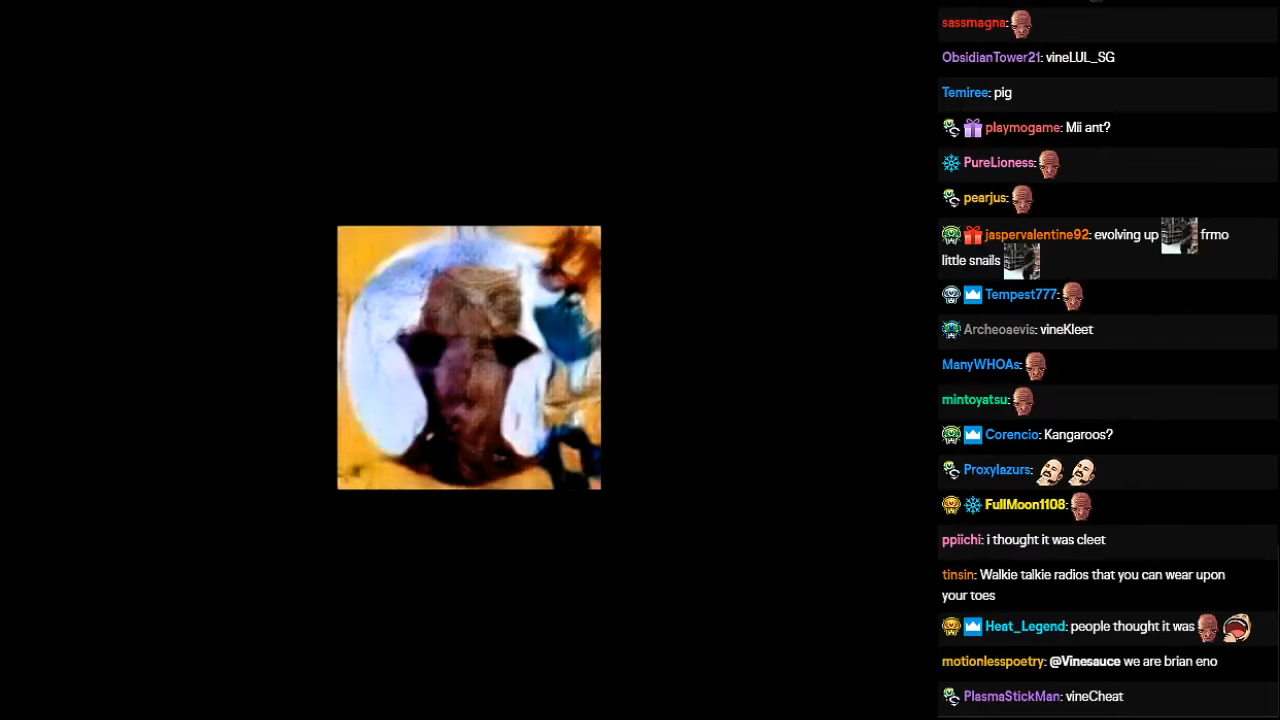 sassmagna:
ObsidianTower21: vineLUL_SG
Temiree: pig
playmogame: Mii ant?
PureLioness:
pearjus:
jaspervalentine92: evolving up frmo
little snails
Tempest777:
Archeoaevis: vineKleet
ManyWHOAs:
mintoyatsu:
Corencio: Kangaroos?
Proxylazurs:
FullMoon1108:
ppiichi: i thought it was cleet
tinsin: Walkie talkie radios that you can wear upon
your toes
Heat_Legend: people thought it was
motionlesspoetry: @Vinesauce we are brian eno
PlasmaStickMan: vineCheat